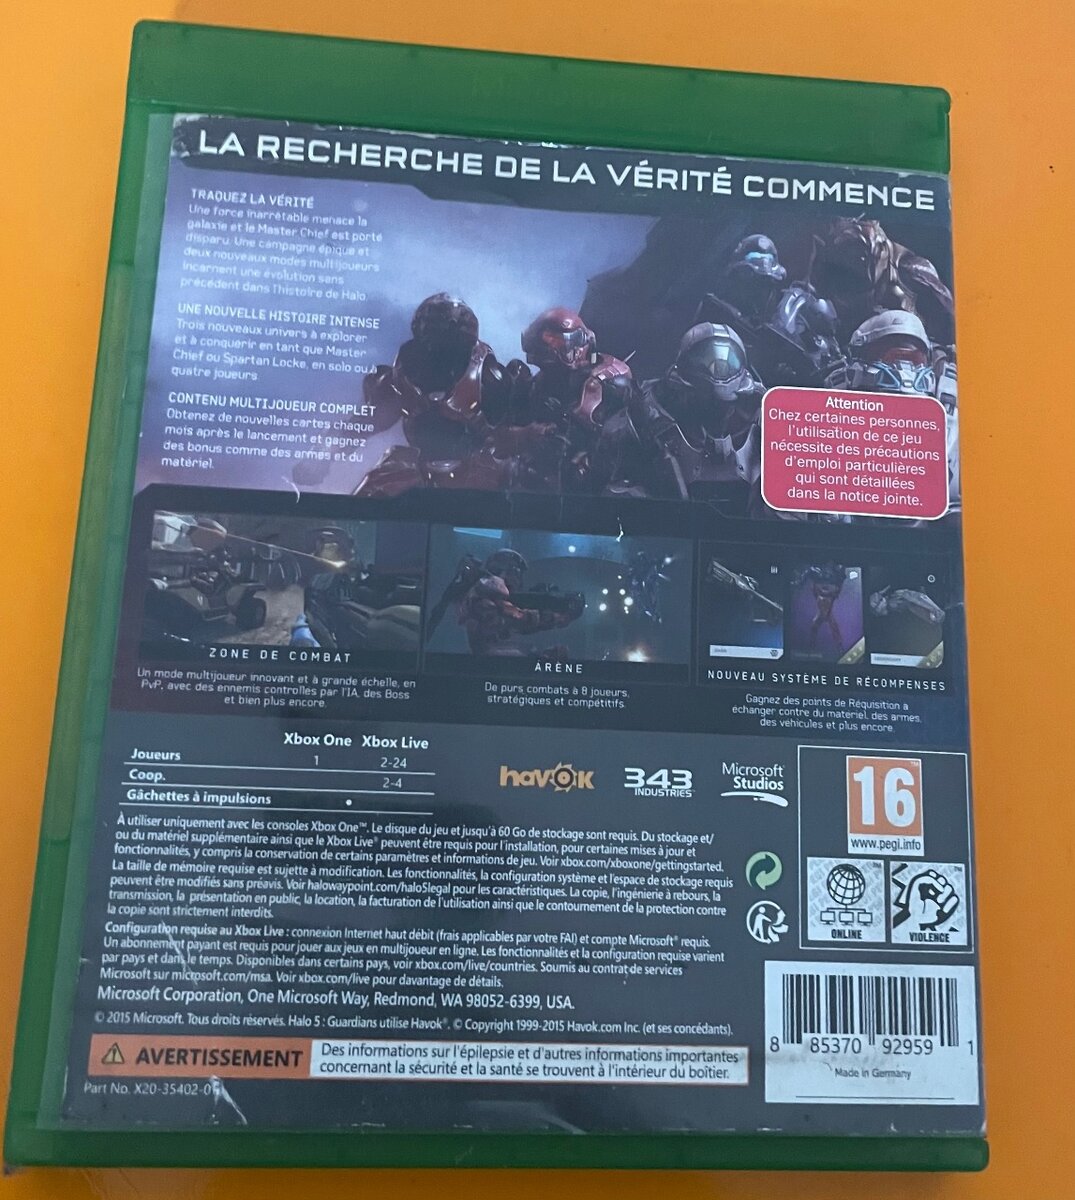 LA RECHERCHE DE LA VÉRITÉ COMMENCE
TRAQUEZ LA VÉRITÉ
Une force inarrêtable menace la
galaxie et le Master Chief est porté
disparu. Une campagne épique et
deux nouveaux modes multijoueurs
incarnent une évolution sans
précédent dans l'histoire de Halo.
UNE NOUVELLE HISTOIRE INTENSE
Trois nouveaux univers à explorer
et à conquérir en tant que Master
Chief ou Spartan Locke, en solo ou à
quatre joueurs.
CONTENU MULTIJOUEUR COMPLET
Obtenez de nouvelles cartes chaque
mois après le lancement et gagnez
des bonus comme des armes et du
matériel.
Attention
Chez certaines personnes,
l'utilisation de ce jeu
nécessite des précautions
d'emploi particulières
qui sont détaillées
dans la notice jointe.
ZONE DE COMBAT
Un mode multijoueur innovant et à grande échelle, en
PvP, avec des ennemis contrôlés par l'IA, des Boss
et bien plus encore.
ARÈNE
De purs combats à 8 joueurs,
stratégiques et compétitifs.
NOUVEAU SYSTÈME DE RÉCOMPENSES
Gagnez des points de Réquisition à
échanger contre du matériel, des armes,
des véhicules et plus encore.
Xbox One Xbox Live
Joueurs 1 2-24
Coop. 2-4
Gâchettes à impulsions •
havok
343
INDUSTRIES
Microsoft
Studios
16
www.pegi.info
ONLINE
VIOLENCE
À utiliser uniquement avec les consoles Xbox One™. Le disque du jeu et jusqu'à 60 Go de stockage sont requis. Du stockage et/
ou du matériel supplémentaire ainsi que le Xbox Live® peuvent être requis pour l'installation, pour certaines mises à jour et
fonctionnalités, y compris la conservation de certains paramètres et informations de jeu. Voir xbox.com/xboxone/gettingstarted.
La taille de mémoire requise est sujette à modification. Les fonctionnalités, la configuration système et l'espace de stockage requis
peuvent être modifiés sans préavis. Voir halowaypoint.com/halo5legal pour les caractéristiques. La copie, l'ingénierie à rebours, la
transmission, la présentation en public, la location, la facturation de l'utilisation ainsi que le contournement de la protection contre
la copie sont strictement interdits.
Configuration requise au Xbox Live : connexion Internet haut débit (frais applicables par votre FAI) et compte Microsoft® requis.
Un abonnement payant est requis pour jouer aux jeux en multijoueur en ligne. Les fonctionnalités et la configuration requise varient
par pays et dans le temps. Disponibles dans certains pays, voir xbox.com/live/countries. Soumis au contrat de services
Microsoft sur microsoft.com/msa. Voir xbox.com/live pour davantage de détails.
Microsoft Corporation, One Microsoft Way, Redmond, WA 98052-6399, USA.
© 2015 Microsoft. Tous droits réservés. Halo 5 : Guardians utilise Havok®. © Copyright 1999-2015 Havok.com Inc. (et ses concédants).
AVERTISSEMENT
Des informations sur l'épilepsie et d'autres informations importantes
concernant la sécurité et la santé se trouvent à l'intérieur du boîtier.
Part No. X20-35402-0
8 85370 92959 1
Made in Germany